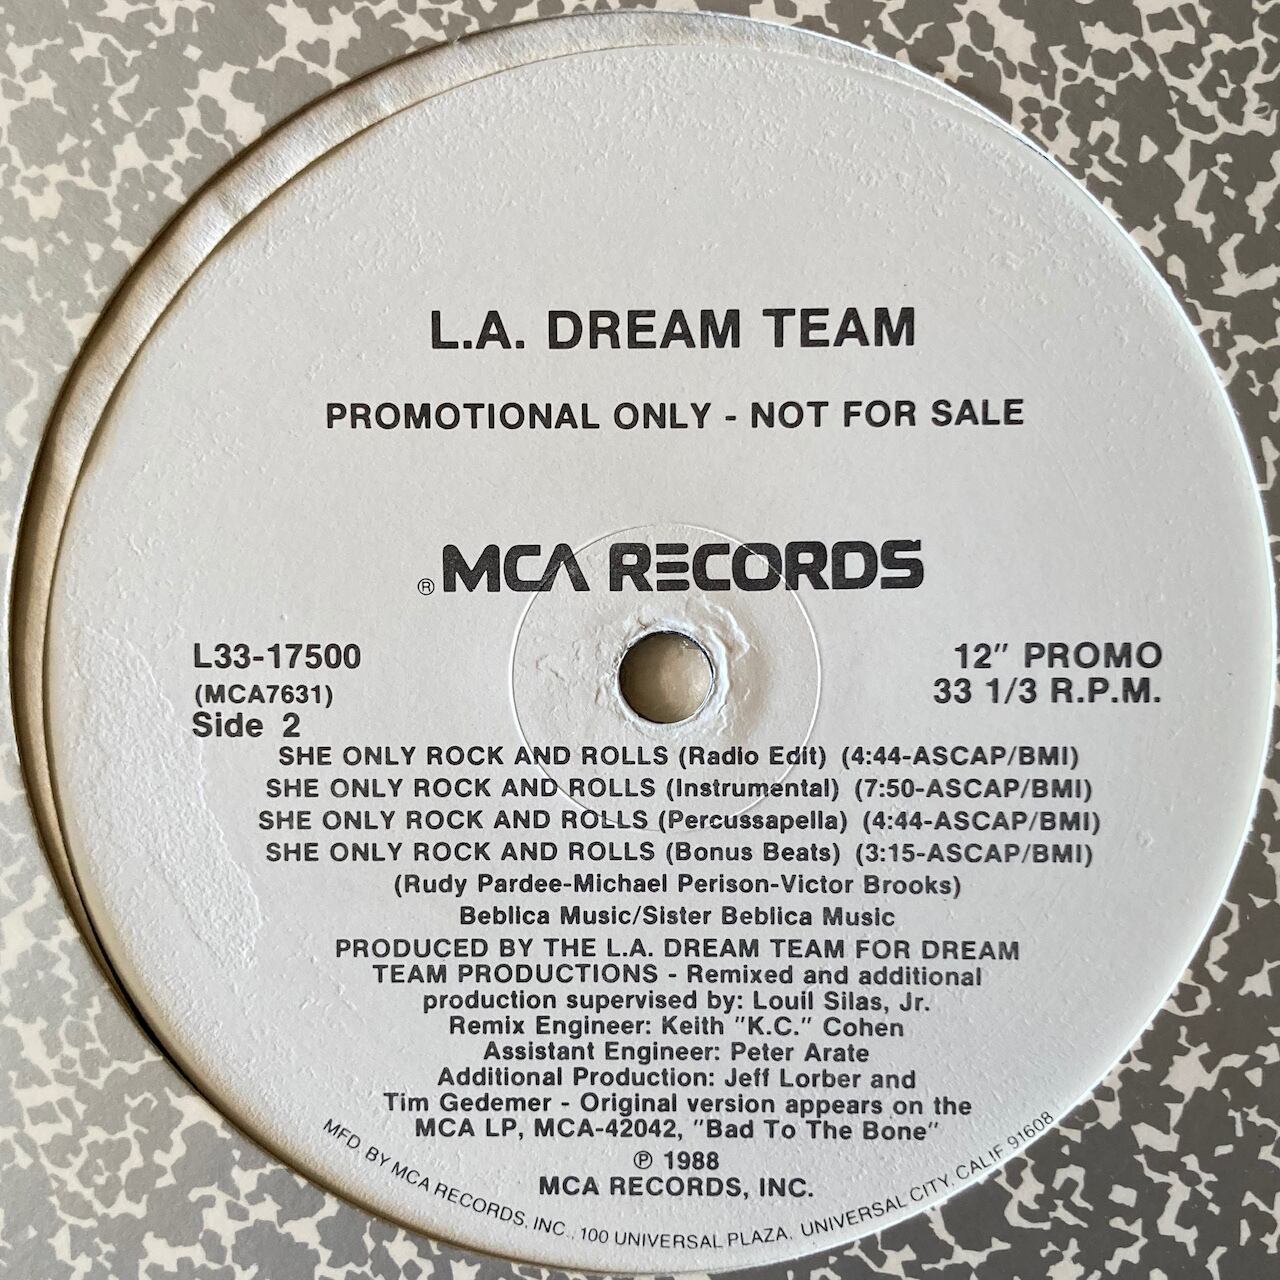 L.A. DREAM TEAM
PROMOTIONAL ONLY - NOT FOR SALE
® MCA RECORDS
L33-17500
(MCA7631)
Side 2
12" PROMO
33 1/3 R.P.M.
SHE ONLY ROCK AND ROLLS (Radio Edit) (4:44-ASCAP/BMI)
SHE ONLY ROCK AND ROLLS (Instrumental) (7:50-ASCAP/BMI)
SHE ONLY ROCK AND ROLLS (Percussapella) (4:44-ASCAP/BMI)
SHE ONLY ROCK AND ROLLS (Bonus Beats) (3:15-ASCAP/BMI)
(Rudy Pardee-Michael Perison-Victor Brooks)
Beblica Music/Sister Beblica Music
PRODUCED BY THE L.A. DREAM TEAM FOR DREAM
TEAM PRODUCTIONS - Remixed and additional
production supervised by: Louil Silas, Jr.
Remix Engineer: Keith "K.C." Cohen
Assistant Engineer: Peter Arate
Additional Production: Jeff Lorber and
Tim Gedemer - Original version appears on the
MCA LP, MCA-42042, "Bad To The Bone"
℗ 1988
MCA RECORDS, INC.
MFD. BY MCA RECORDS, INC., 100 UNIVERSAL PLAZA, UNIVERSAL CITY, CALIF. 91608